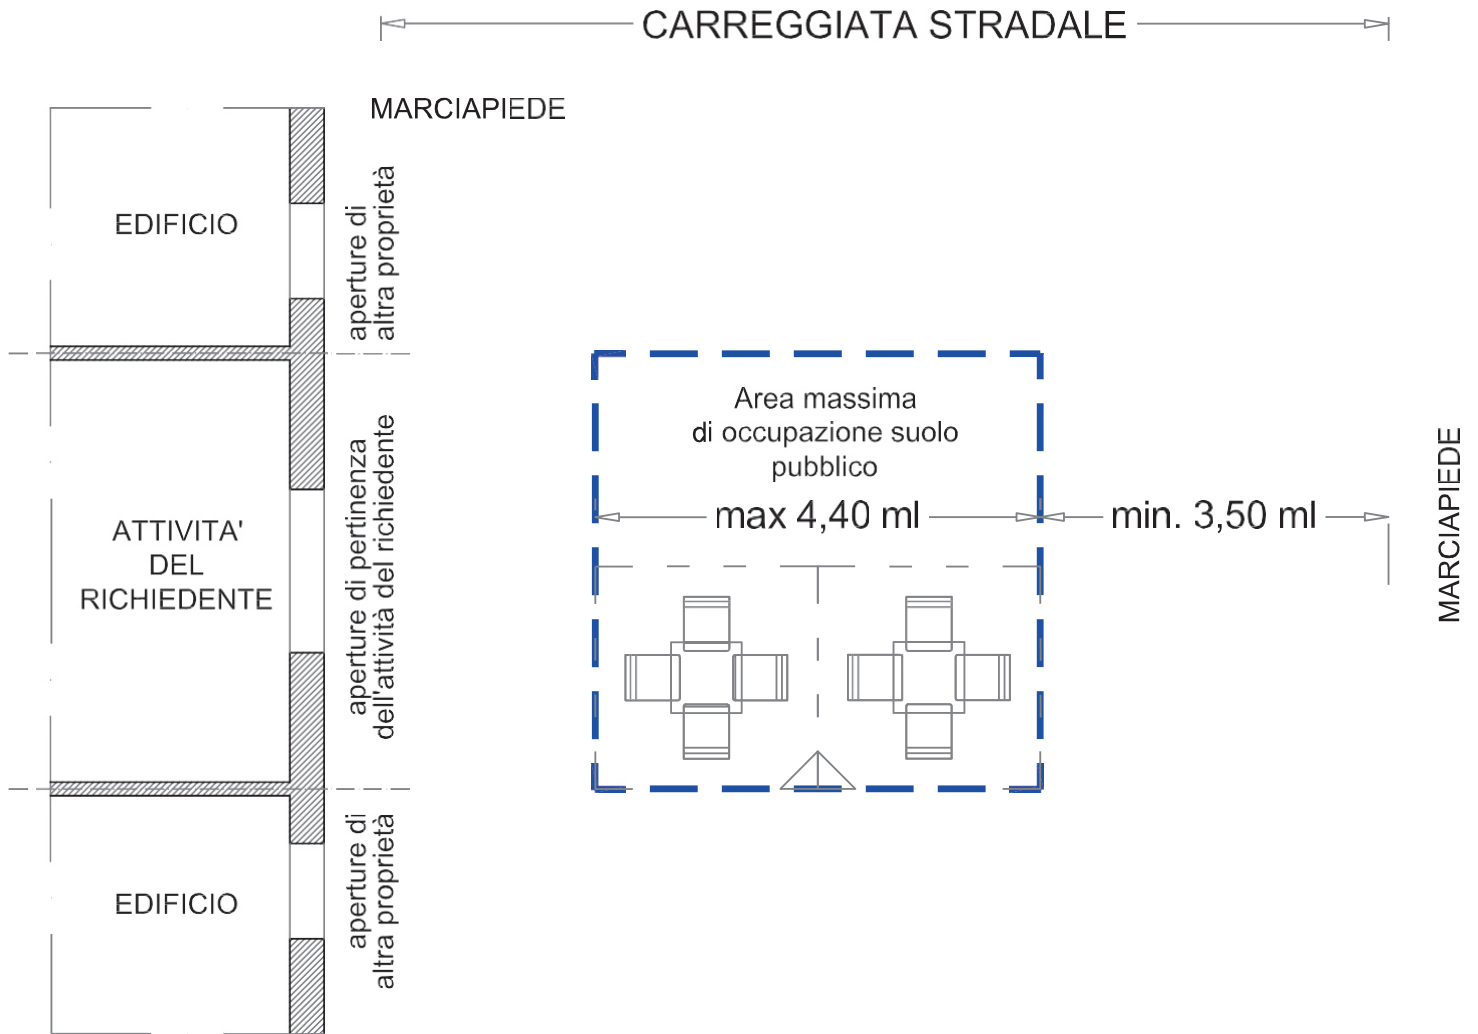 CARREGGIATA STRADALE
MARCIAPIEDE
EDIFICIO
aperture di
altra proprietà
Area massima
di occupazione suolo
pubblico
max 4,40 ml
min. 3,50 ml
MARCIAPIEDE
ATTIVITA'
DEL
RICHIEDENTE
aperture di pertinenza
dell'attività del richiedente
EDIFICIO
aperture di
altra proprietà